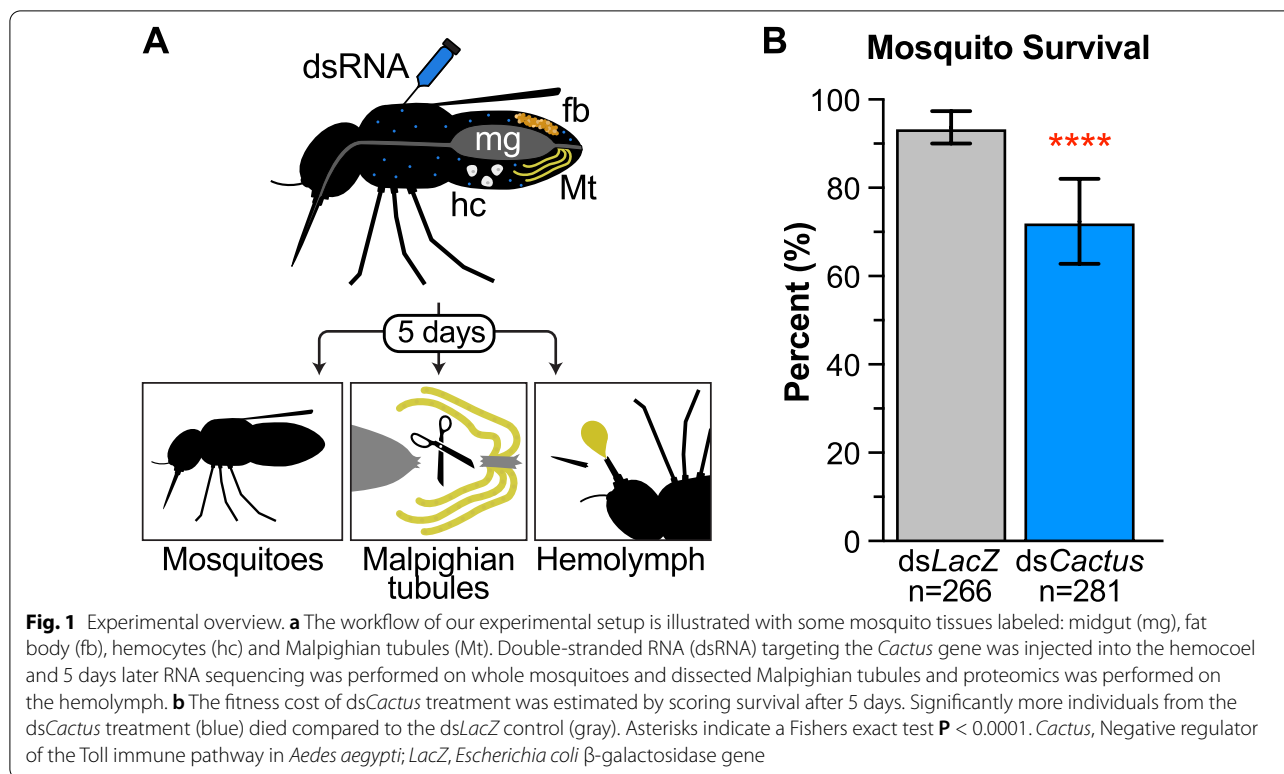 A
dsRNA
fb
mg
hc
Mt
5 days
Mosquitoes
Malpighian
tubules
Hemolymph
B
Mosquito Survival
Percent (%)
100
80
60
40
20
0
****
dsLacZ
n=266
dsCactus
n=281
Fig. 1 Experimental overview. a The workflow of our experimental setup is illustrated with some mosquito tissues labeled: midgut (mg), fat
body (fb), hemocytes (hc) and Malpighian tubules (Mt). Double-stranded RNA (dsRNA) targeting the Cactus gene was injected into the hemocoel
and 5 days later RNA sequencing was performed on whole mosquitoes and dissected Malpighian tubules and proteomics was performed on
the hemolymph. b The fitness cost of dsCactus treatment was estimated by scoring survival after 5 days. Significantly more individuals from the
dsCactus treatment (blue) died compared to the dsLacZ control (gray). Asterisks indicate a Fishers exact test P < 0.0001. Cactus, Negative regulator
of the Toll immune pathway in Aedes aegypti; LacZ, Escherichia coli β-galactosidase gene